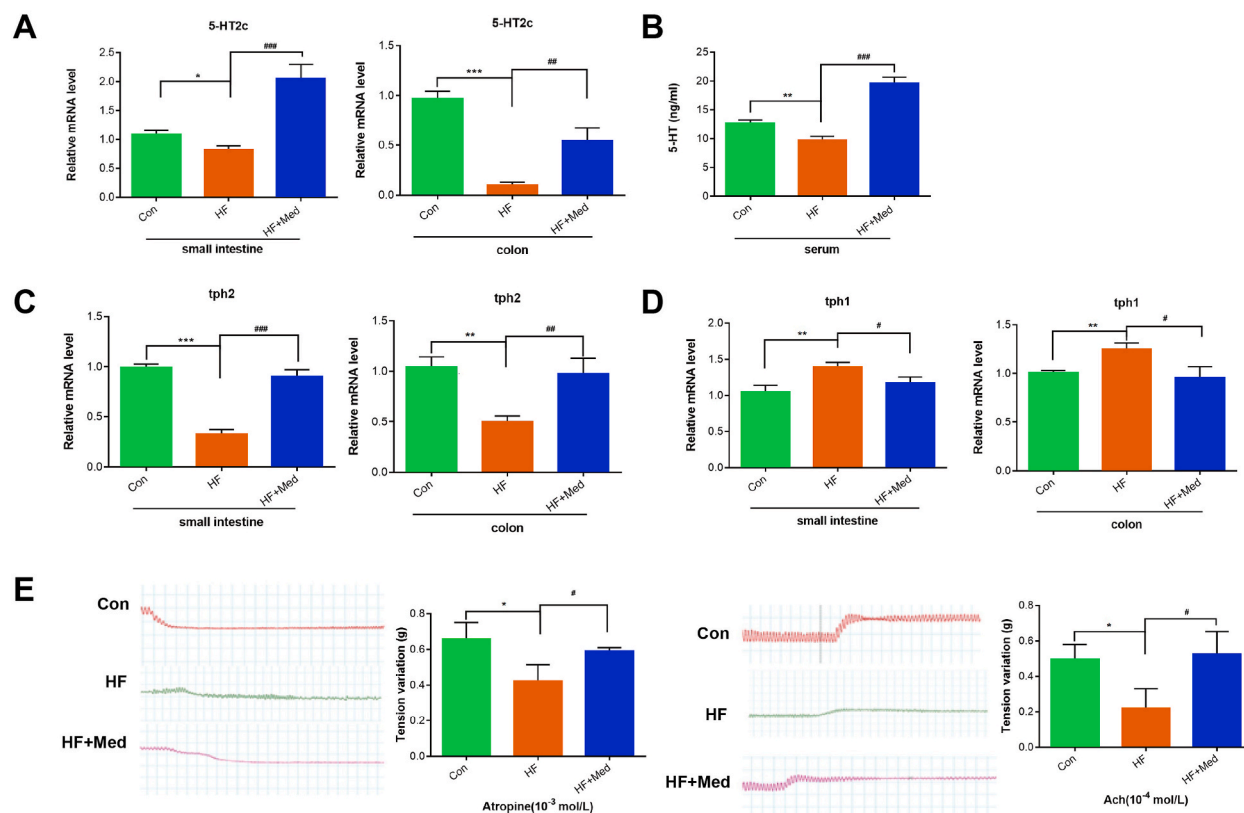 A
5-HT2c
Relative mRNA level
2.5
2.0
1.5
1.0
0.5
0.0
*
###
Con
HF
HF+Med
small intestine
5-HT2c
Relative mRNA level
1.5
1.0
0.5
0.0
***
##
Con
HF
HF+Med
colon
B
5-HT (ng/ml)
25
20
15
10
5
0
**
###
Con
HF
HF+Med
serum
C
tph2
Relative mRNA level
1.5
1.0
0.5
0.0
***
###
Con
HF
HF+Med
small intestine
tph2
Relative mRNA level
1.5
1.0
0.5
0.0
**
##
Con
HF
HF+Med
colon
D
tph1
Relative mRNA level
2.0
1.5
1.0
0.5
0.0
**
#
Con
HF
HF+Med
small intestine
tph1
Relative mRNA level
1.5
1.0
0.5
0.0
**
#
Con
HF
HF+Med
colon
E
Con
HF
HF+Med
Tension variation (g)
0.8
0.6
0.4
0.2
0.0
*
#
Con
HF
HF+Med
Atropine(10⁻³ mol/L)
Con
HF
HF+Med
Tension variation (g)
0.8
0.6
0.4
0.2
0.0
*
#
Con
HF
HF+Med
Ach(10⁻⁴ mol/L)